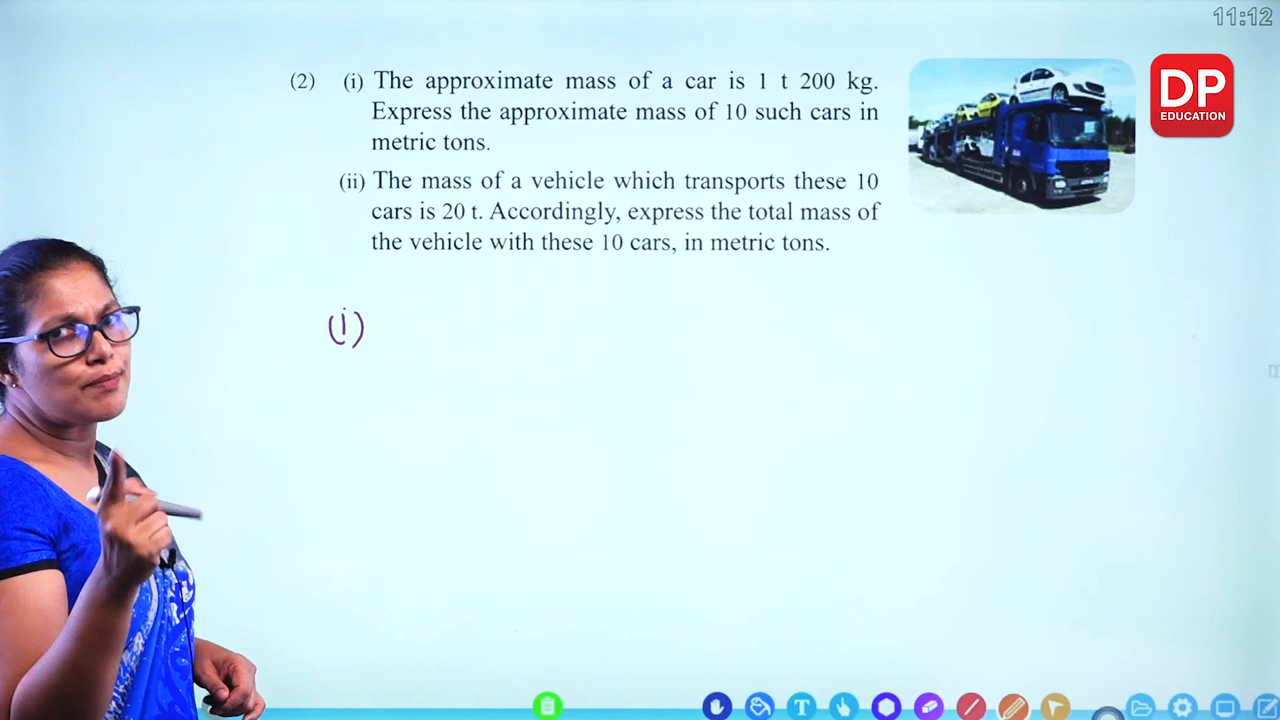 11:12
(2) (i) The approximate mass of a car is 1 t 200 kg.
Express the approximate mass of 10 such cars in
metric tons.
(ii) The mass of a vehicle which transports these 10
cars is 20 t. Accordingly, express the total mass of
the vehicle with these 10 cars, in metric tons.
DP
EDUCATION
(i)